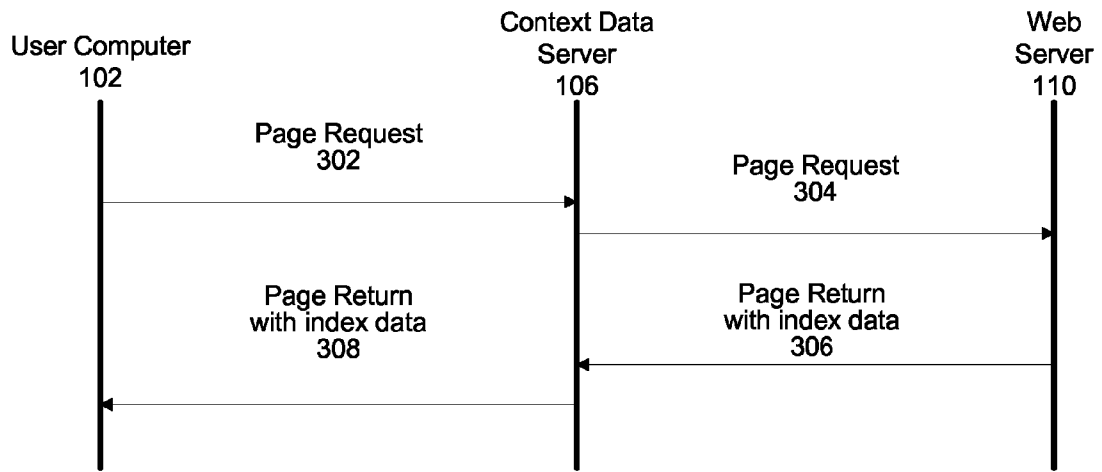 User Computer
102
Context Data
Server
106
Web
Server
110
Page Request
302
Page Request
304
Page Return
with index data
308
Page Return
with index data
306